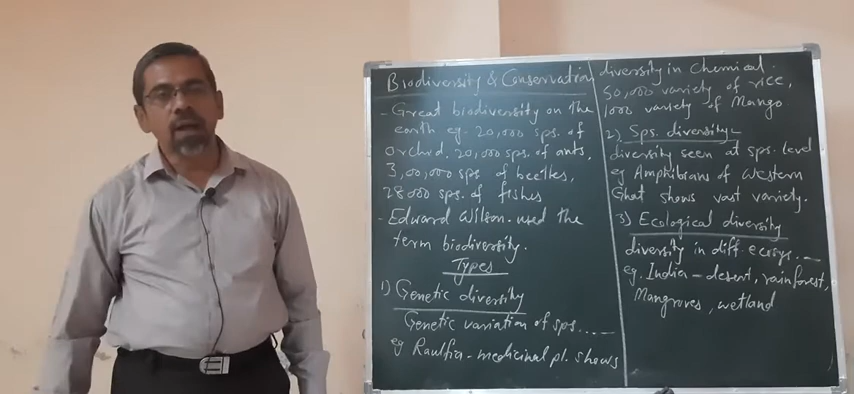 Biodiversity & Conservation
- Great biodiversity on the
earth eg. 20,000 sps. of
orchid. 20,000 sps. of ants,
3,00,000 sps of beetles,
28000 sps. of fishes
- Edward Wilson. used the
term biodiversity.
Types
1) Genetic diversity
Genetic variation of sps.....
eg Raulfia - medicinal pl. shows
diversity in Chemical.
50,000 variety of rice,
1000 variety of Mango.
2) Sps. diversity -
diversity seen at sps. level
eg Amphibians of Western
Ghat shows vast variety.
3) Ecological diversity
diversity in diff. ecosys. ...
eg. India - desert, rainforest,
Mangroves, wetland